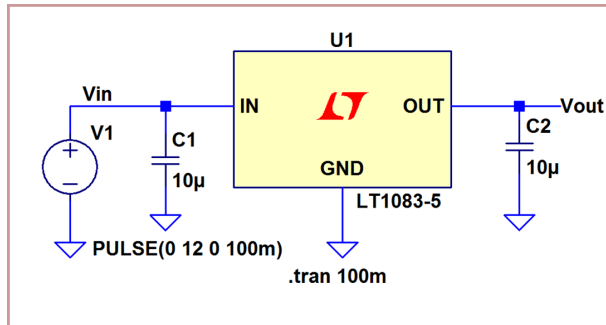 U1
Vin
IN
OUT
Vout
V1
C1
C2
10µ
GND
10µ
LT1083-5
PULSE(0 12 0 100m)
.tran 100m